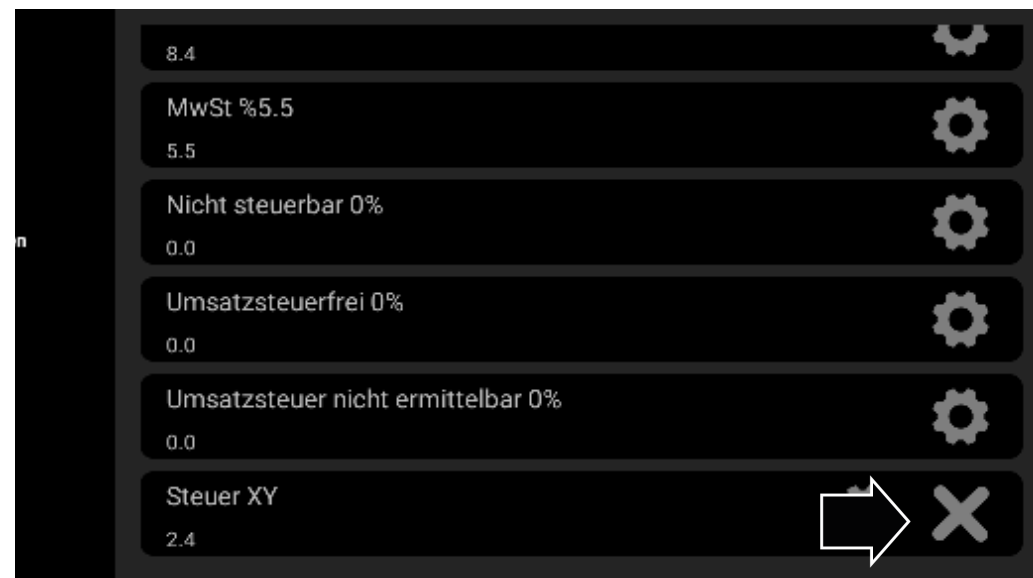 8.4
MwSt %5.5
5.5
Nicht steuerbar 0%
0.0
en
Umsatzsteuerfrei 0%
0.0
Umsatzsteuer nicht ermittelbar 0%
0.0
Steuer XY
2.4